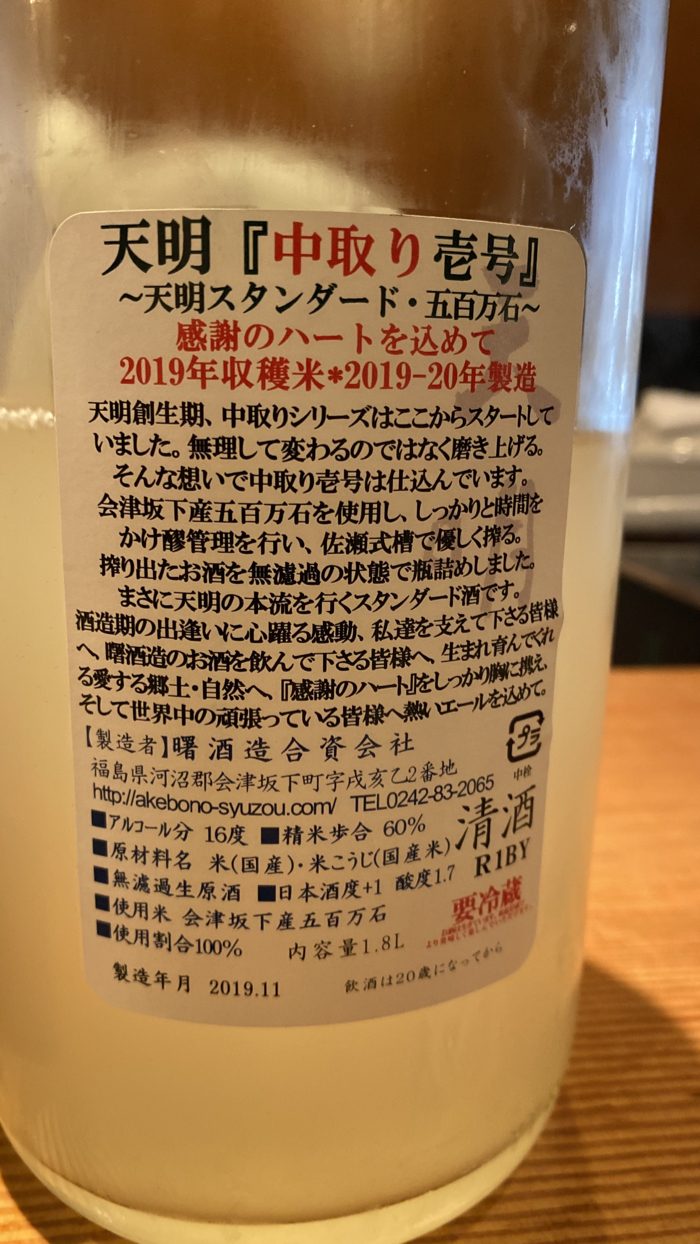 天明『中取り壱号』
~天明スタンダード・五百万石~
感謝のハートを込めて
2019年収穫米*2019-20年製造
天明創生期、中取りシリーズはここからスタートして
いました。無理して変わるのではなく磨き上げる。
そんな想いで中取り壱号は仕込んでいます。
会津坂下産五百万石を使用し、しっかりと時間を
かけ醪管理を行い、佐瀬式槽で優しく搾る。
搾り出たお酒を無濾過の状態で瓶詰めしました。
まさに天明の本流を行くスタンダード酒です。
酒造期の出逢いに心躍る感動、私達を支えて下さる皆様
へ、曙酒造のお酒を飲んで下さる皆様へ、生まれ育んでくれ
る愛する郷土・自然へ、『感謝のハート』をしっかり胸に携え、
そして世界中の頑張っている皆様へ熱いエールを込めて。
【製造者】曙酒造合資会社
プラ
中栓
福島県河沼郡会津坂下町字戌亥乙2番地
http://akebono-syuzou.com/ TEL0242-83-2065
■アルコール分 16度 ■精米歩合 60%
清酒
■原材料名 米(国産)・米こうじ(国産米)
R1BY
■無濾過生原酒 ■日本酒度+1 酸度1.7
■使用米 会津坂下産五百万石
要冷蔵
■使用割合100% 内容量1.8L
製造年月 2019.11
飲酒は20歳になってから